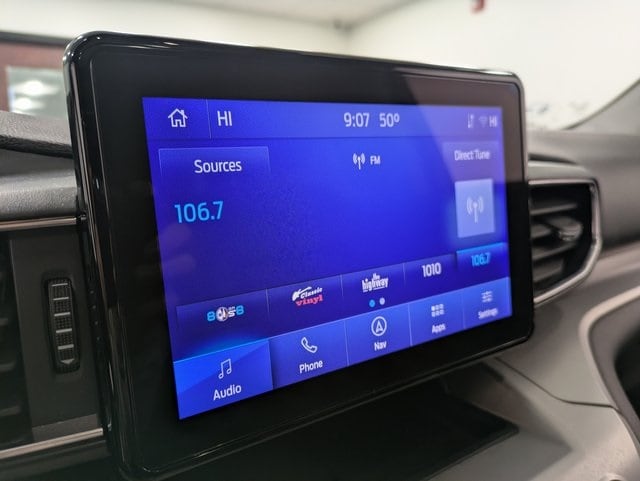 HI 9:07 50° HI
Sources FM Direct Tune
106.7
Classic vinyl the highway 1010 106.7
Audio Phone Nav Apps Settings